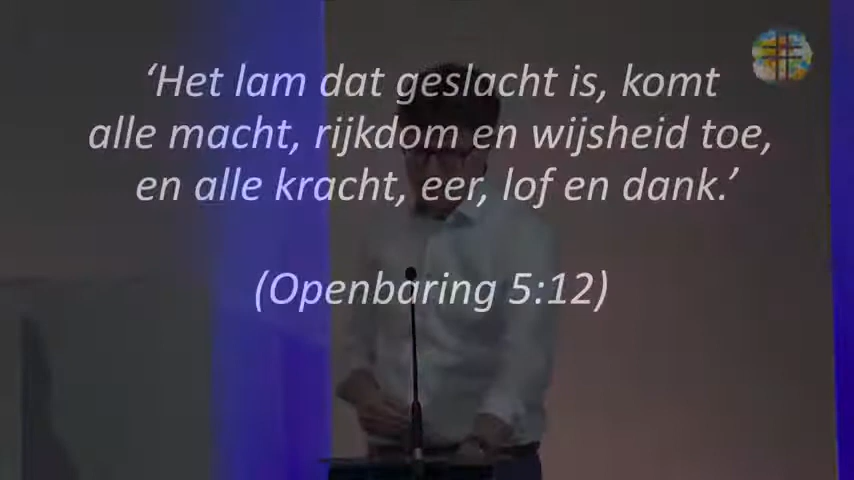 ‘Het lam dat geslacht is, komt
alle macht, rijkdom en wijsheid toe,
en alle kracht, eer, lof en dank.’
(Openbaring 5:12)